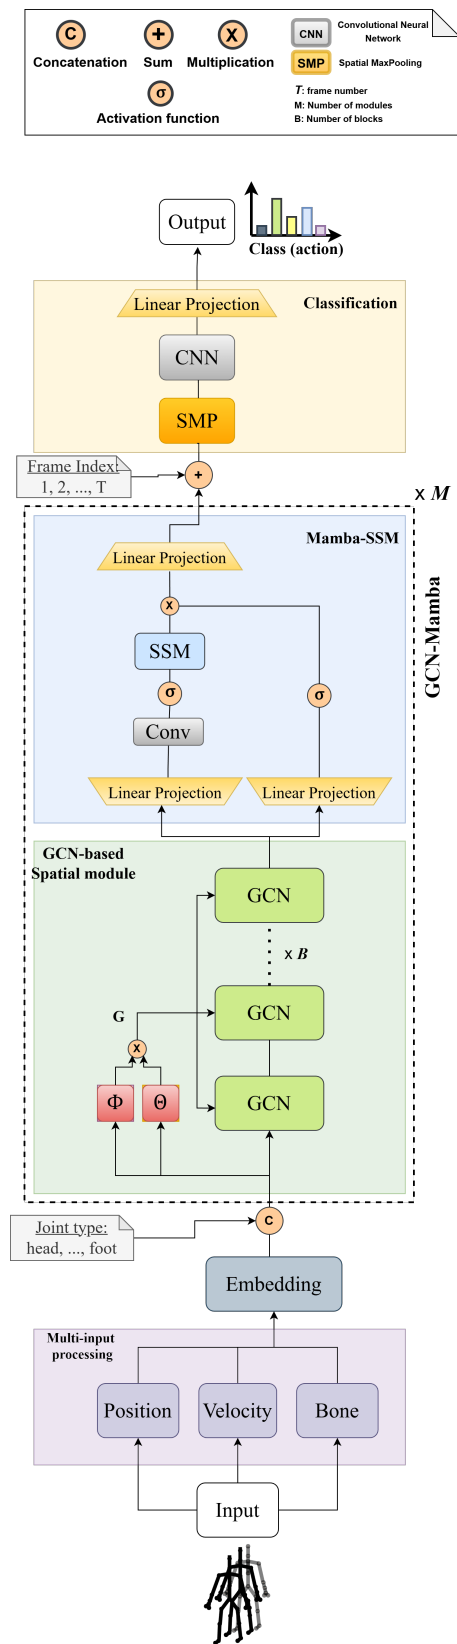 C
+
X
CNN
Convolutional Neural
Network
Concatenation
Sum
Multiplication
SMP
Spatial MaxPooling
σ
Activation function
T: frame number
M: Number of modules
B: Number of blocks
Output
Class (action)
Linear Projection
Classification
CNN
SMP
Frame Index:
1, 2, ..., T
+
x M
Mamba-SSM
Linear Projection
X
SSM
σ
σ
Conv
Linear Projection
Linear Projection
GCN-Mamba
GCN-based
Spatial module
GCN
x B
G
GCN
X
Φ
Θ
GCN
Joint type:
head, ..., foot
C
Embedding
Multi-input
processing
Position
Velocity
Bone
Input